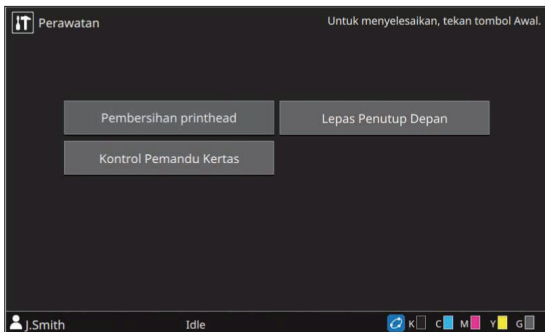 Perawatan
Untuk menyelesaikan, tekan tombol Awal.
Pembersihan printhead
Lepas Penutup Depan
Kontrol Pemandu Kertas
J.Smith
Idle
K C M Y G